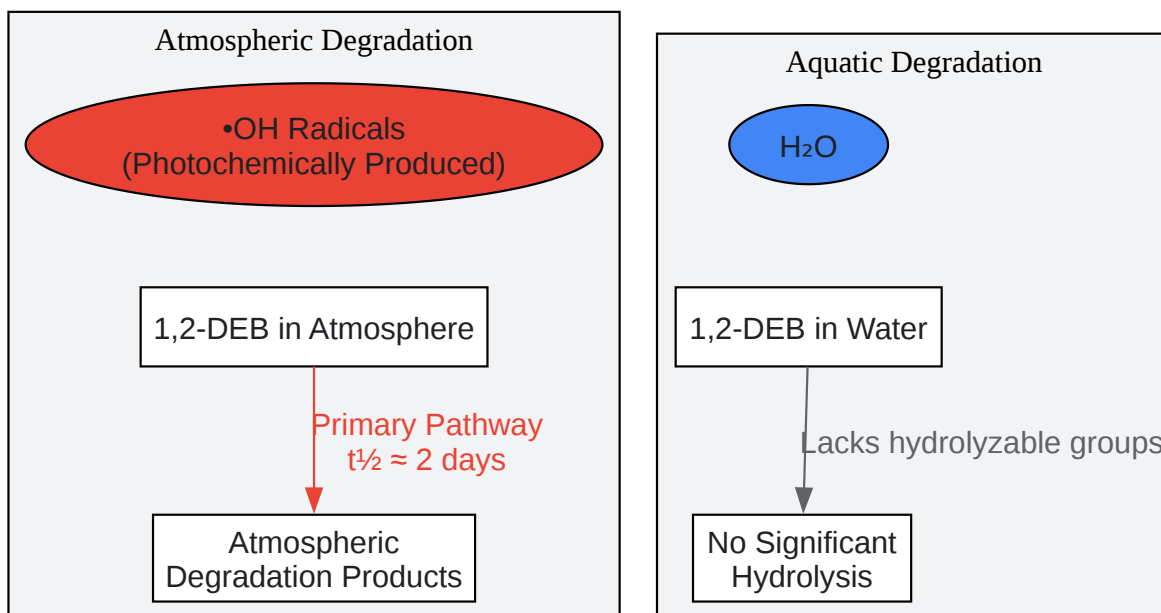 Atmospheric Degradation
•OH Radicals
(Photochemically Produced)
1,2-DEB in Atmosphere
Primary Pathway
t½ ≈ 2 days
Atmospheric
Degradation Products
Aquatic Degradation
H₂O
1,2-DEB in Water
Lacks hydrolyzable groups
No Significant
Hydrolysis